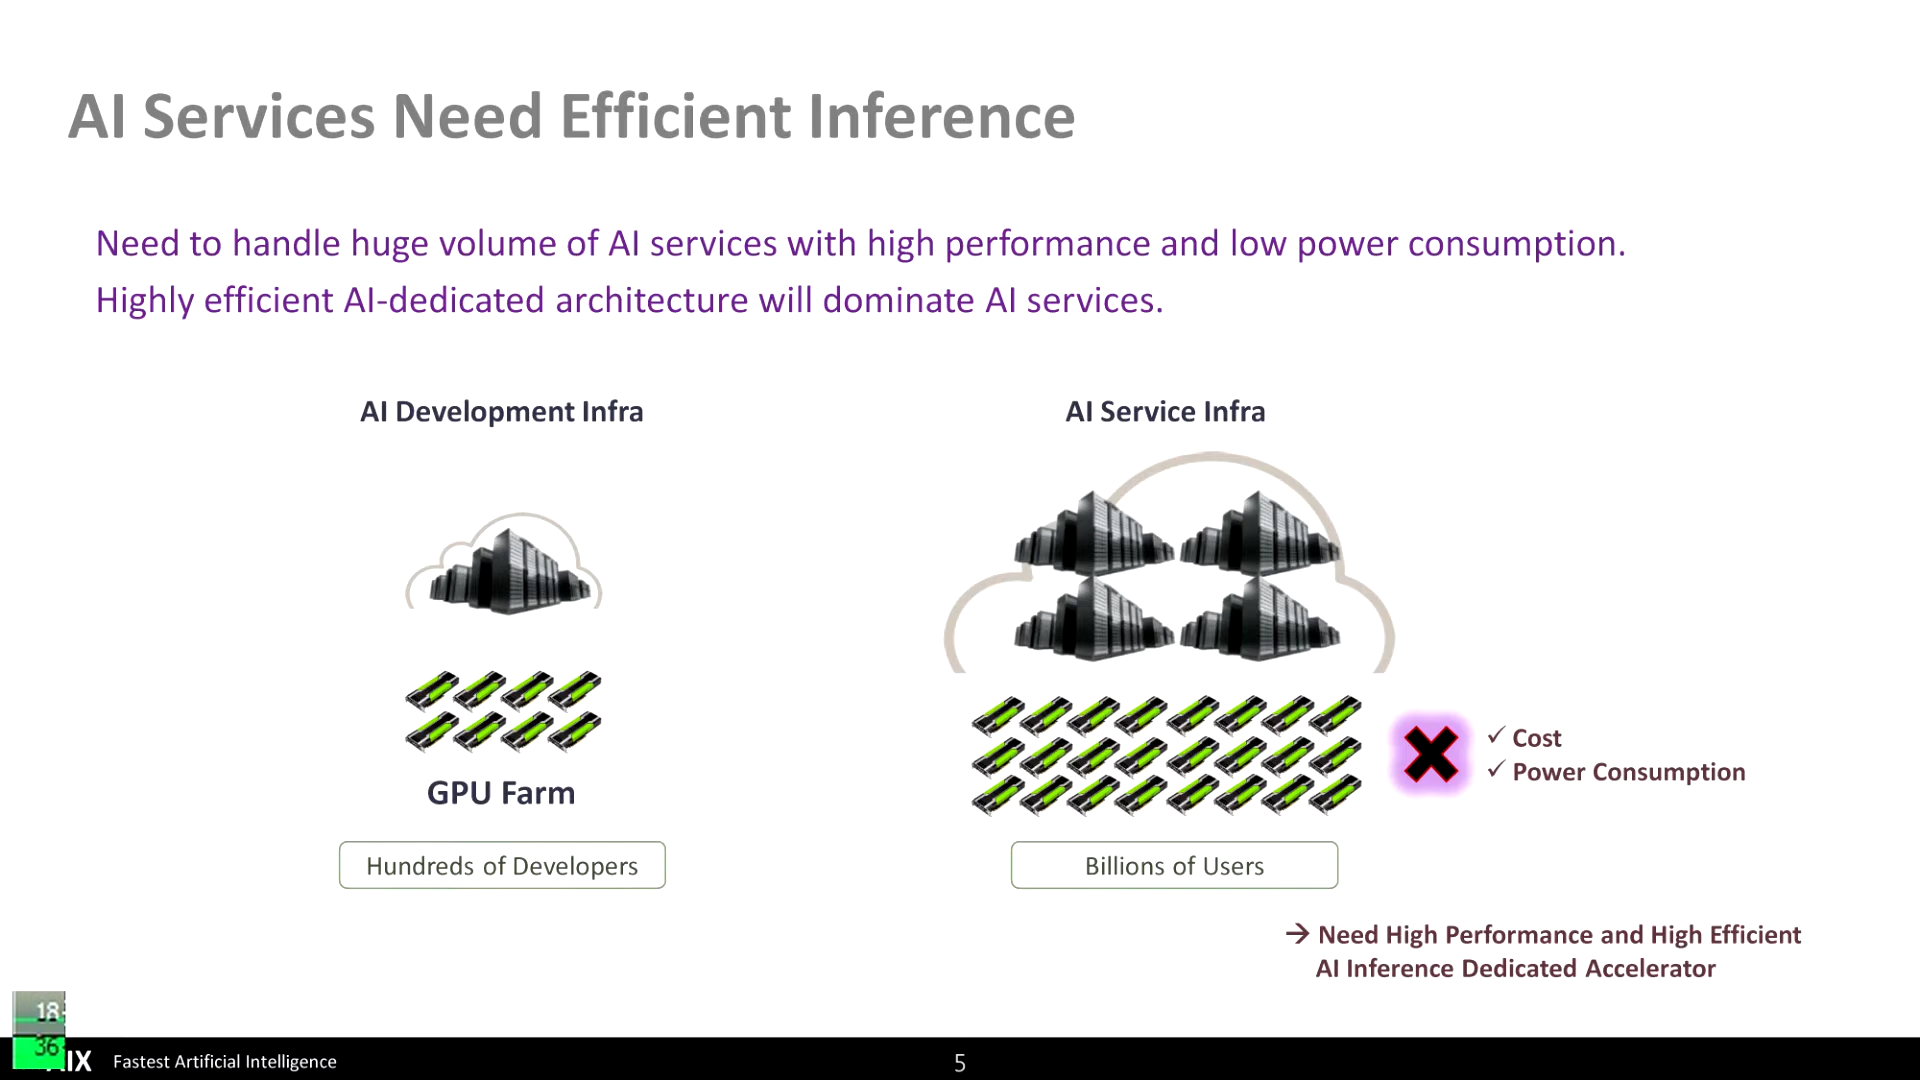 AI Services Need Efficient Inference
Need to handle huge volume of AI services with high performance and low power consumption.
Highly efficient AI-dedicated architecture will dominate AI services.
AI Development Infra
AI Service Infra
✓ Cost
✓ Power Consumption
GPU Farm
Hundreds of Developers
Billions of Users
→ Need High Performance and High Efficient
AI Inference Dedicated Accelerator
18
36
Fastest Artificial Intelligence
5